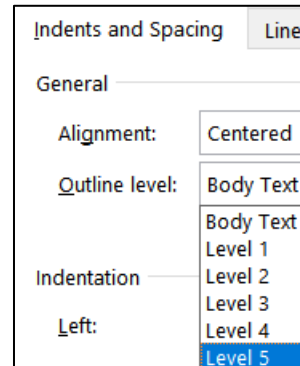 Indents and Spacing Line
General
Alignment: Centered
Outline level: Body Text
Body Text
Level 1
Level 2
Indentation
Level 3
Left:
Level 4
Level 5